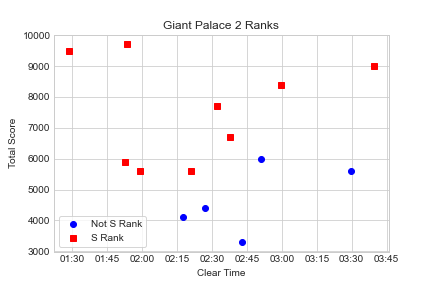 Giant Palace 2 Ranks
Total Score
10000
9000
8000
7000
6000
5000
4000
3000
Not S Rank
S Rank
01:30 01:45 02:00 02:15 02:30 02:45 03:00 03:15 03:30 03:45
Clear Time